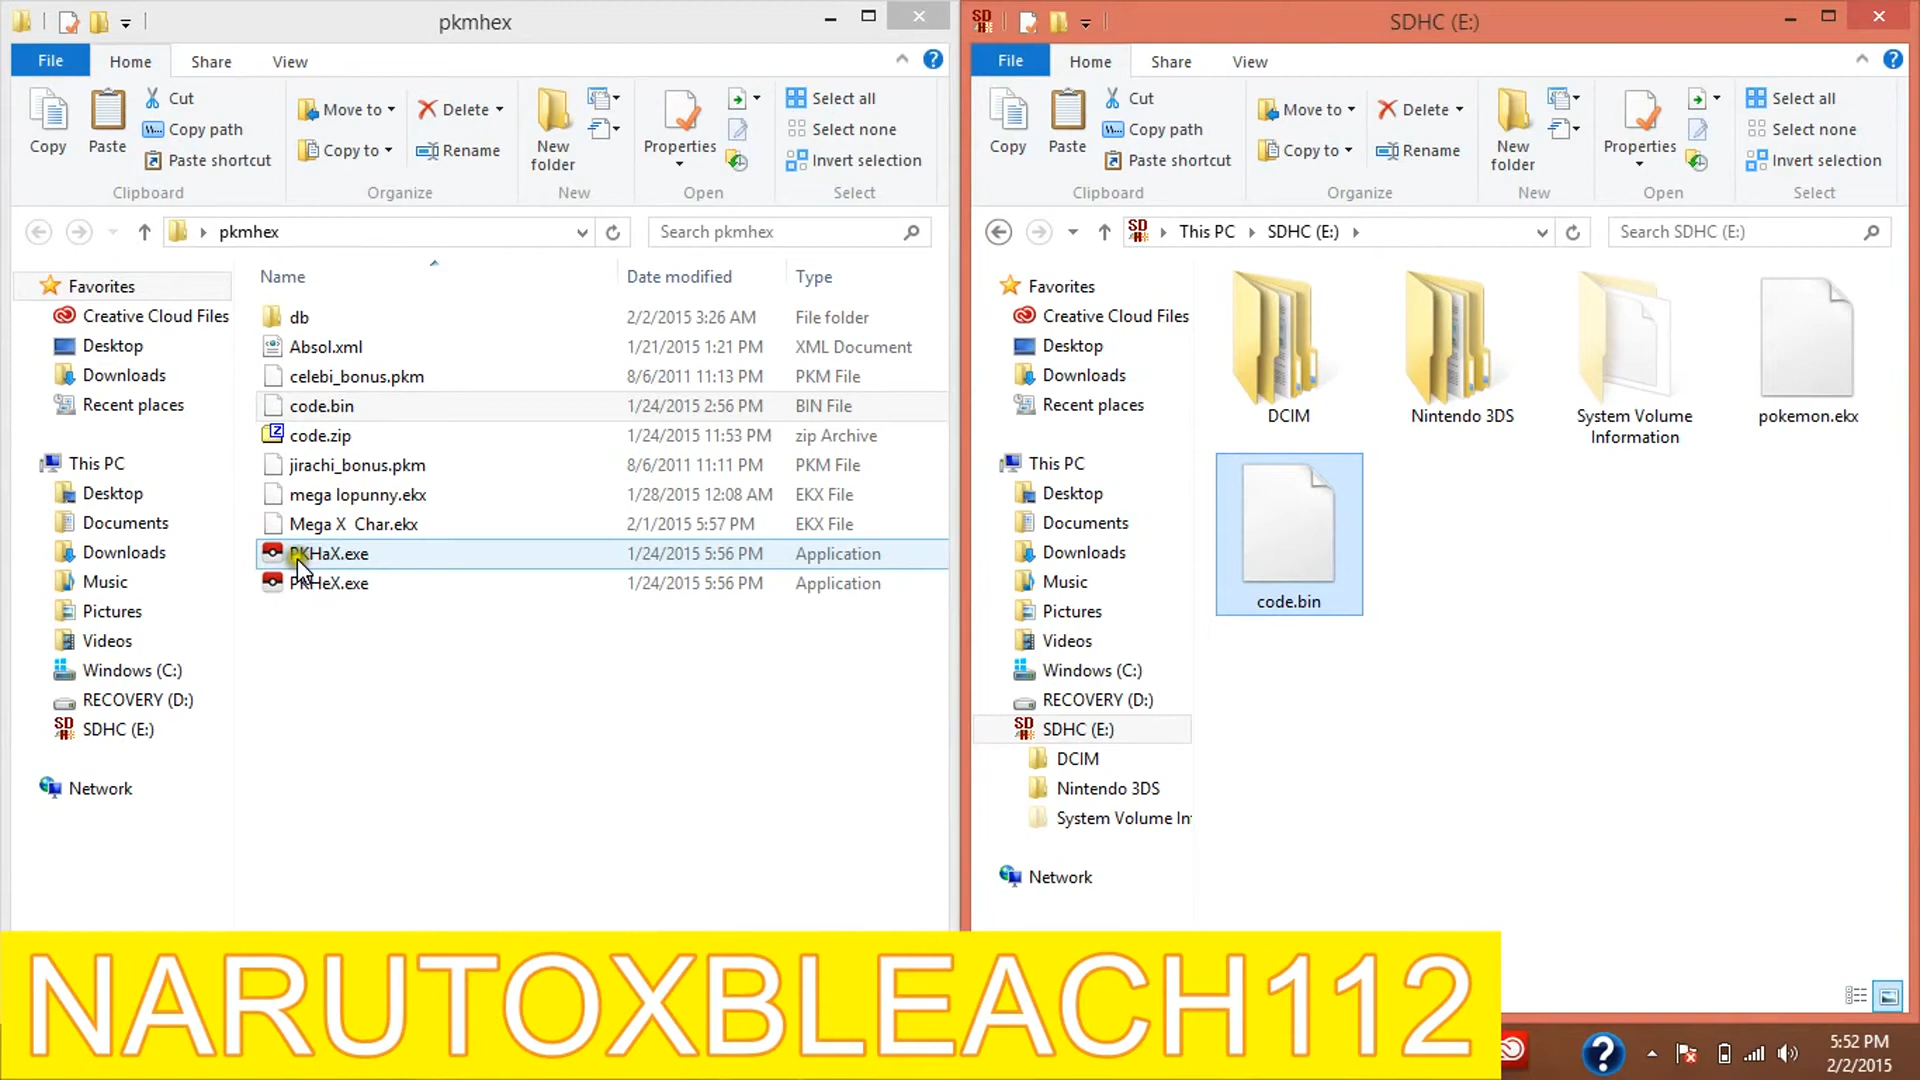 pkmhex
File Home Share View
Copy
Paste
Cut
Copy path
Paste shortcut
Clipboard
Move to
Copy to
Delete
Rename
Organize
New
folder
New
Properties
Open
Select all
Select none
Invert selection
Select
pkmhex
Search pkmhex
Favorites
Creative Cloud Files
Desktop
Downloads
Recent places
This PC
Desktop
Documents
Downloads
Music
Pictures
Videos
Windows (C:)
RECOVERY (D:)
SDHC (E:)
Network
Name Date modified Type
db 2/2/2015 3:26 AM File folder
Absol.xml 1/21/2015 1:21 PM XML Document
celebi_bonus.pkm 8/6/2011 11:13 PM PKM File
code.bin 1/24/2015 2:56 PM BIN File
code.zip 1/24/2015 11:53 PM zip Archive
jirachi_bonus.pkm 8/6/2011 11:11 PM PKM File
mega lopunny.ekx 1/28/2015 12:08 AM EKX File
Mega X Char.ekx 2/1/2015 5:57 PM EKX File
PKHaX.exe 1/24/2015 5:56 PM Application
PKHeX.exe 1/24/2015 5:56 PM Application
SDHC (E:)
File Home Share View
Copy
Paste
Cut
Copy path
Paste shortcut
Clipboard
Move to
Copy to
Delete
Rename
Organize
New
folder
New
Properties
Open
Select all
Select none
Invert selection
Select
This PC SDHC (E:)
Search SDHC (E:)
Favorites
Creative Cloud Files
Desktop
Downloads
Recent places
This PC
Desktop
Documents
Downloads
Music
Pictures
Videos
Windows (C:)
RECOVERY (D:)
SDHC (E:)
DCIM
Nintendo 3DS
System Volume In
Network
DCIM
Nintendo 3DS
System Volume
Information
pokemon.ekx
code.bin
NARUTOXBLEACH112
5:52 PM
2/2/2015